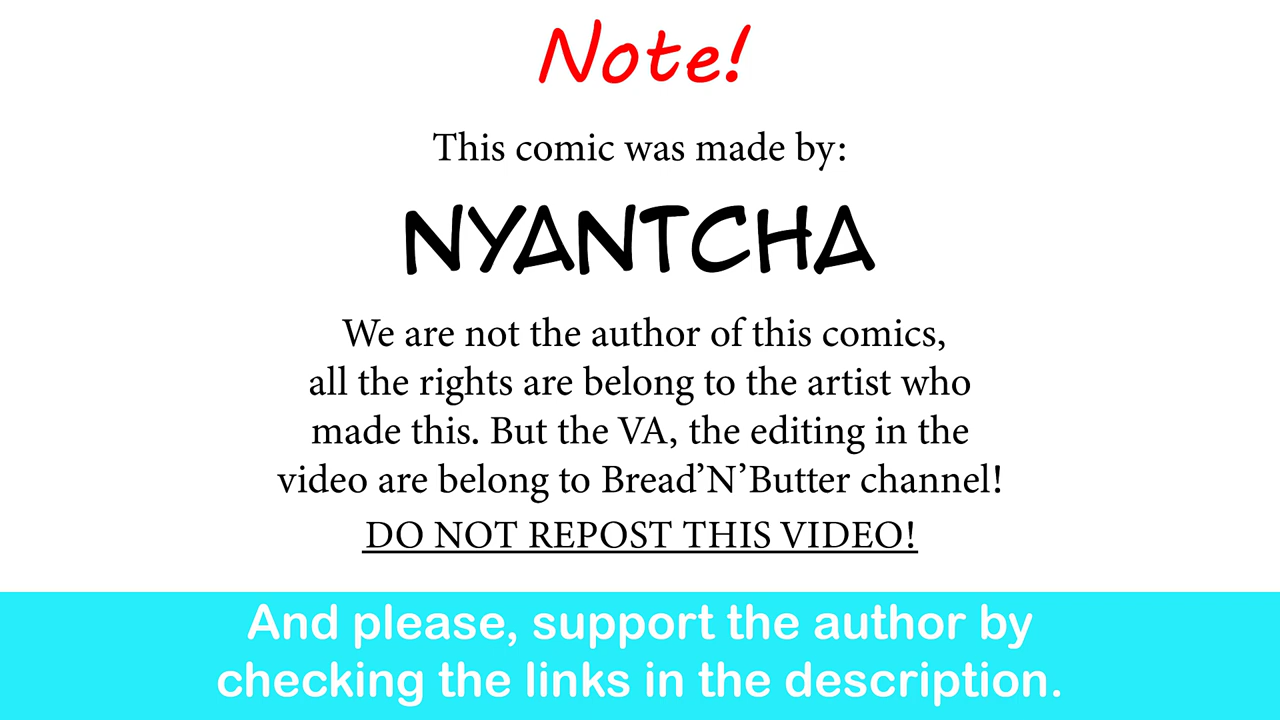 Note!
This comic was made by:
NYANTCHA
We are not the author of this comics,
all the rights are belong to the artist who
made this. But the VA, the editing in the
video are belong to Bread’N’Butter channel!
DO NOT REPOST THIS VIDEO!
And please, support the author by
checking the links in the description.